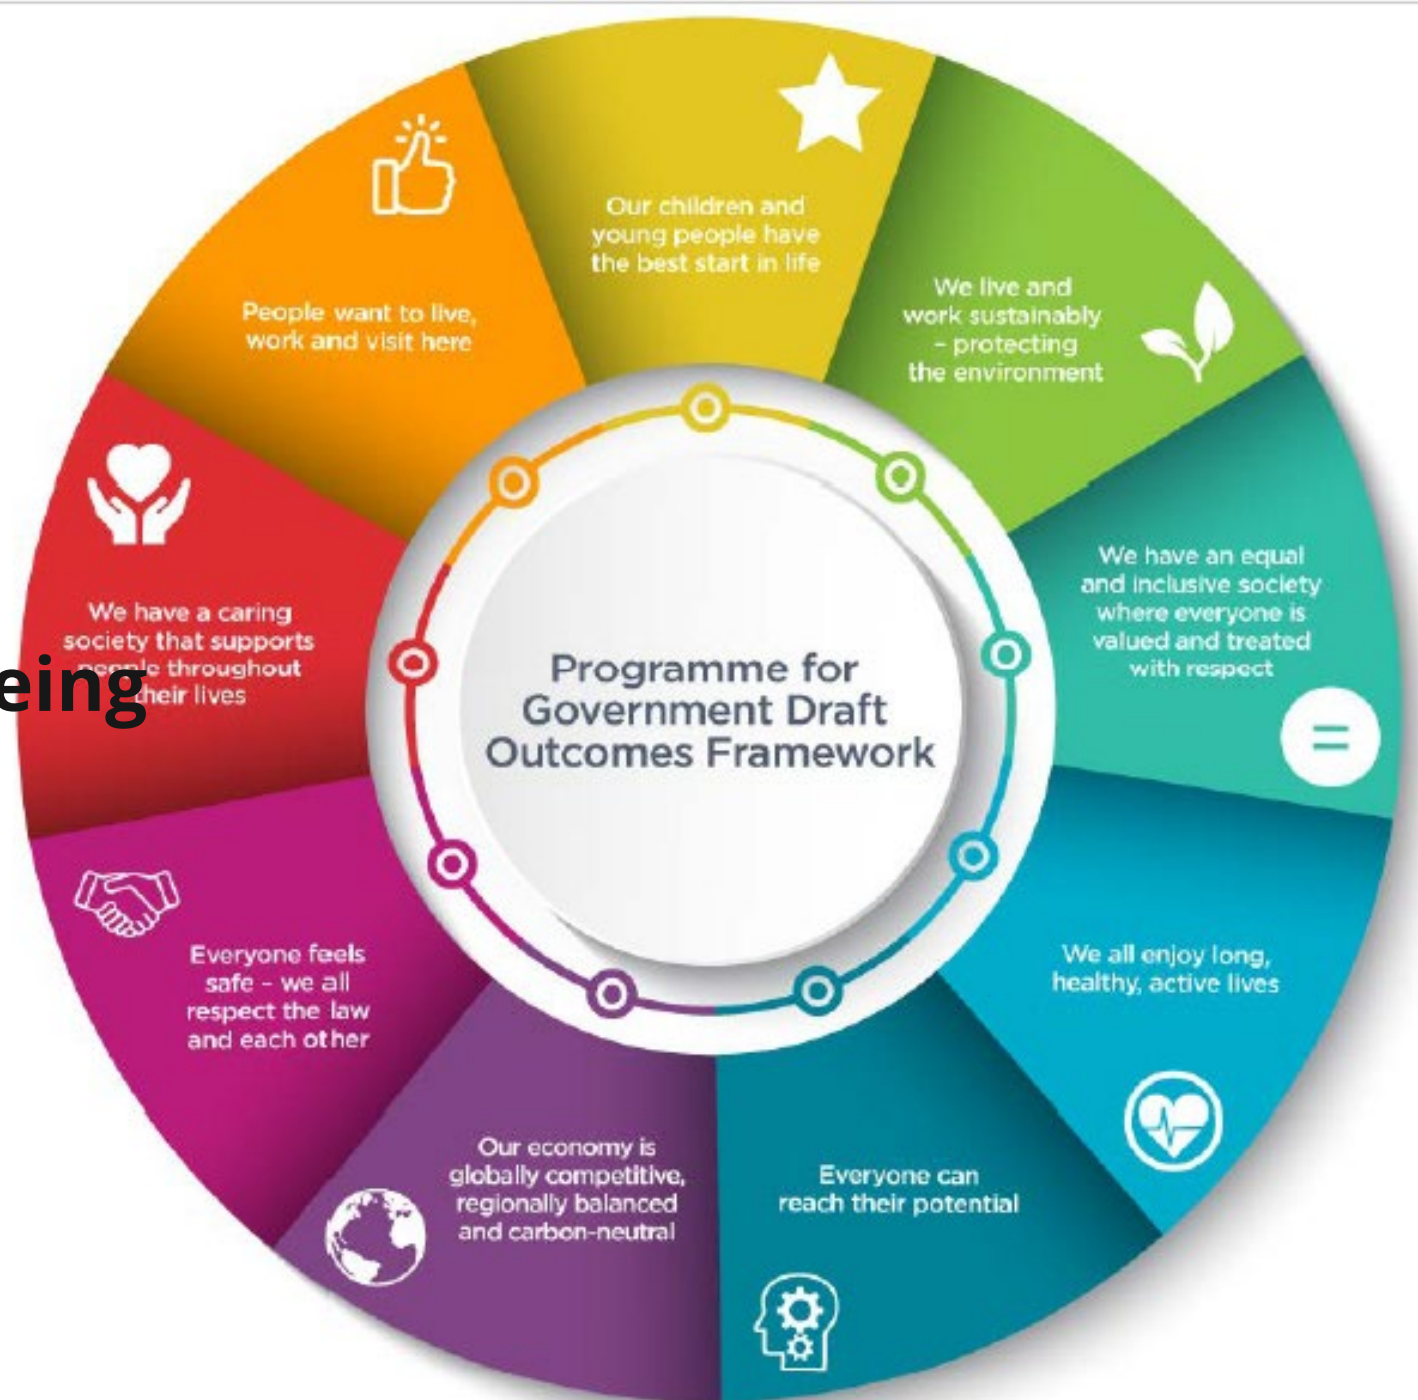 Our children and
young people have
the best start in life
We live and
work sustainably
– protecting
the environment
We have an equal
and inclusive society
where everyone is
valued and treated
with respect
We all enjoy long,
healthy, active lives
Everyone can
reach their potential
Our economy is
globally competitive,
regionally balanced
and carbon-neutral
Everyone feels
safe – we all
respect the law
and each other
We have a caring
society that supports
people throughout
their lives
eing
People want to live,
work and visit here
Programme for
Government Draft
Outcomes Framework
=